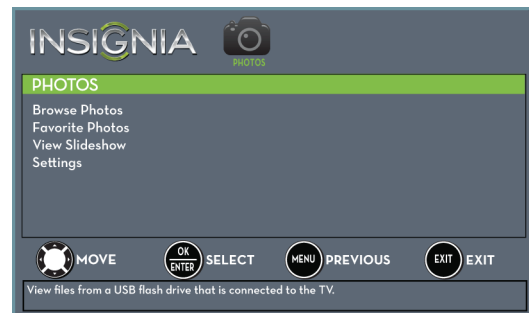 INSIGNIA
PHOTOS
PHOTOS
Browse Photos
Favorite Photos
View Slideshow
Settings
MOVE
OK
ENTER
SELECT
MENU
PREVIOUS
EXIT
EXIT
View files from a USB flash drive that is connected to the TV.